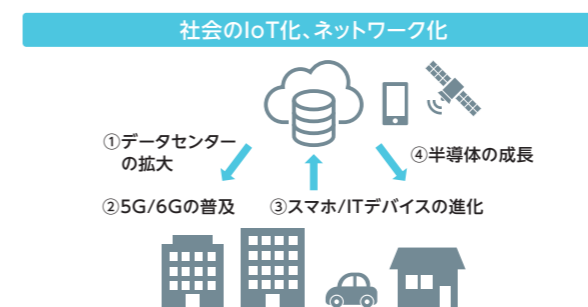 社会のIoT化、ネットワーク化
①データセンター
の拡大
④半導体の成長
②5G/6Gの普及
③スマホ/ITデバイスの進化